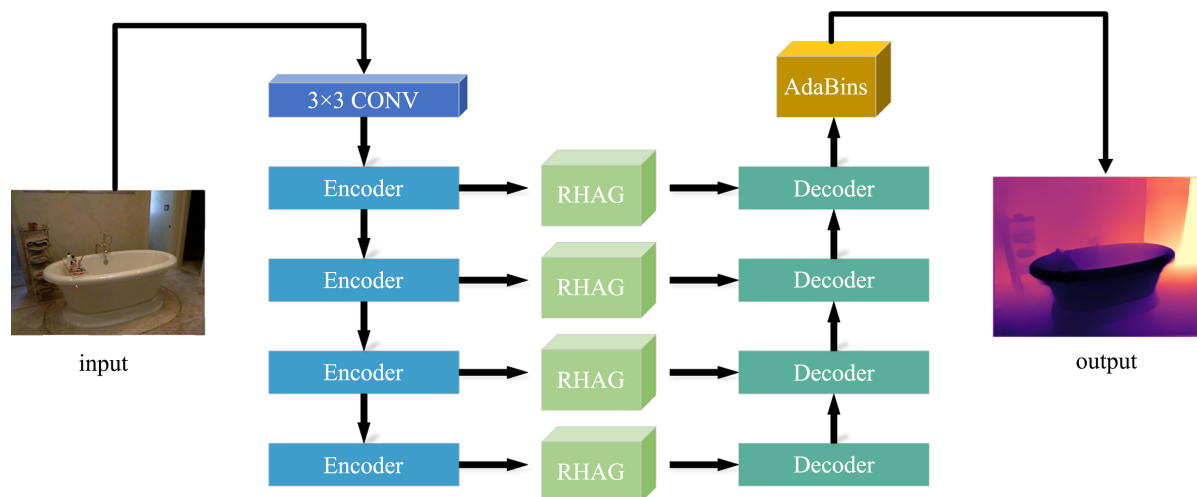 3×3 CONV
AdaBins
Encoder
RHAG
Decoder
Encoder
RHAG
Decoder
input
Encoder
RHAG
Decoder
output
Encoder
RHAG
Decoder